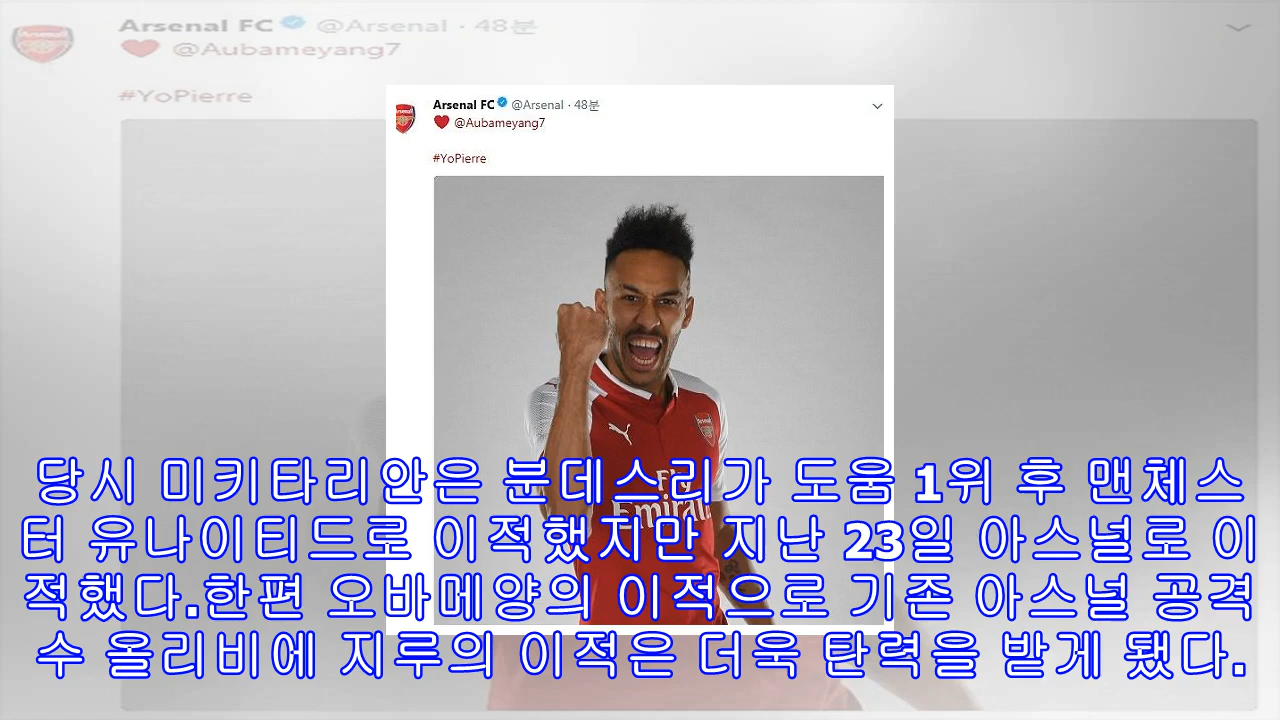 Arsenal FC @Arsenal · 48분
❤ @Aubameyang7
#YoPierre
Arsenal FC @Arsenal · 48분
❤ @Aubameyang7
#YoPierre
Arsenal
Fly
Emirates
당시 미키타리안은 분데스리가 도움 1위 후 맨체스
터 유나이티드로 이적했지만 지난 23일 아스널로 이
적했다.한편 오바메양의 이적으로 기존 아스널 공격
수 올리비에 지루의 이적은 더욱 탄력을 받게 됐다.